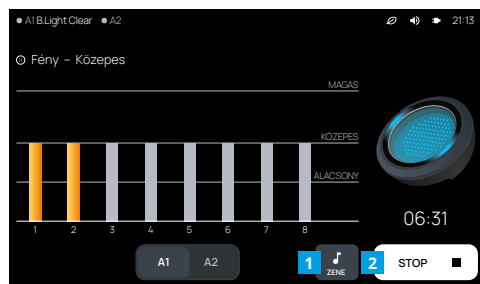 A1 B.Light Clear A2 21:13
Fény – Közepes
MAGAS
KÖZEPES
ALACSONY
06:31
1 2 3 4 5 6 7 8
A1 A2 1 ZENE 2 STOP